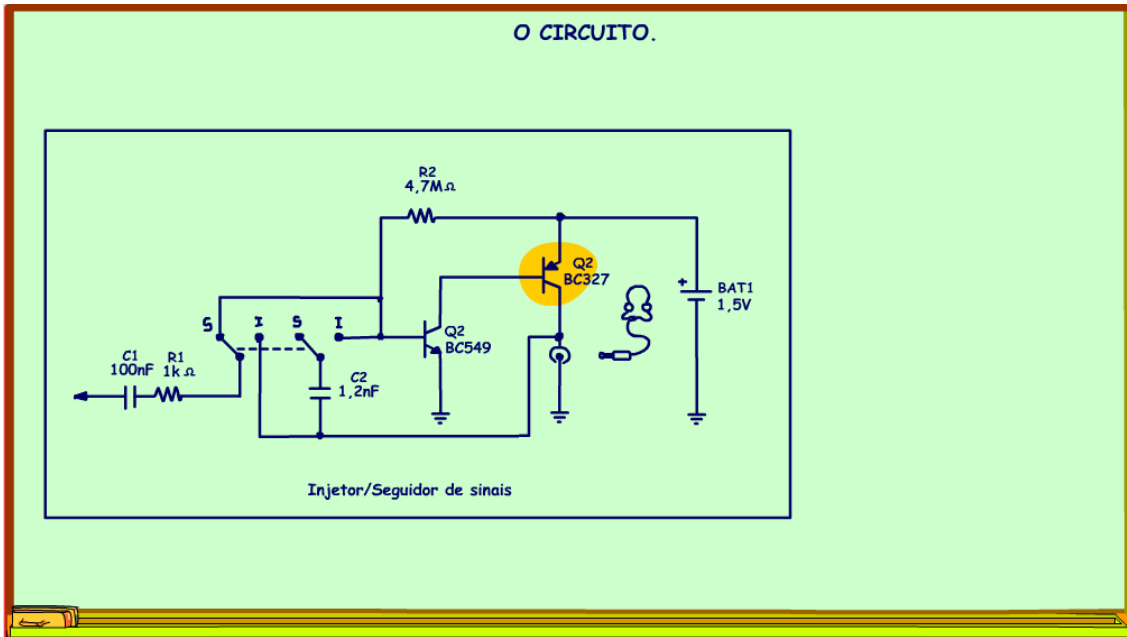 O CIRCUITO.
R2
4,7MΩ
Q2
BC327
+
BAT1
1,5V
S I S I
Q2
BC549
C1
100nF
R1
1kΩ
C2
1,2nF
Injetor/Seguidor de sinais